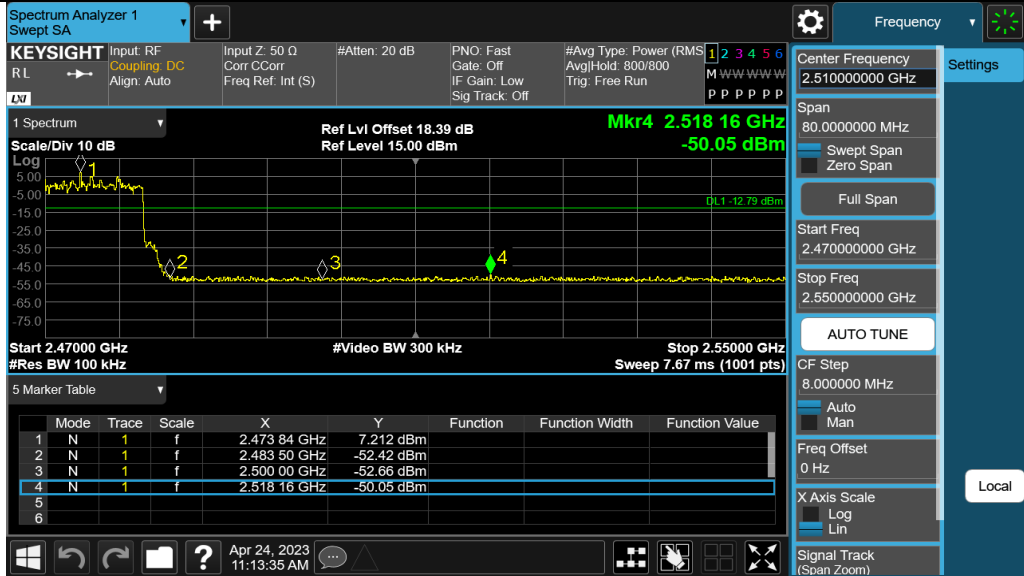 Spectrum Analyzer 1
Swept SA
+
Frequency
KEYSIGHT
R L
LXI
Input: RF
Coupling: DC
Align: Auto
Input Z: 50 Ω
Corr CCorr
Freq Ref: Int (S)
#Atten: 20 dB
PNO: Fast
Gate: Off
IF Gain: Low
Sig Track: Off
#Avg Type: Power (RMS
Avg|Hold: 800/800
Trig: Free Run
1 2 3 4 5 6
M W W W W W
P P P P P P
1 Spectrum
Scale/Div 10 dB
Ref Lvl Offset 18.39 dB
Ref Level 15.00 dBm
Mkr4 2.518 16 GHz
-50.05 dBm
Log
5.00
-5.00
-15.0
-25.0
-35.0
-45.0
-55.0
-65.0
-75.0
1
2
3
4
DL1 -12.79 dBm
Start 2.47000 GHz
#Res BW 100 kHz
#Video BW 300 kHz
Stop 2.55000 GHz
Sweep 7.67 ms (1001 pts)
5 Marker Table
Mode Trace Scale X Y Function Function Width Function Value
1 N 1 f 2.473 84 GHz 7.212 dBm
2 N 1 f 2.483 50 GHz -52.42 dBm
3 N 1 f 2.500 00 GHz -52.66 dBm
4 N 1 f 2.518 16 GHz -50.05 dBm
5
6
?
Apr 24, 2023
11:13:35 AM
Center Frequency
2.510000000 GHz
Settings
Span
80.0000000 MHz
Swept Span
Zero Span
Full Span
Start Freq
2.470000000 GHz
Stop Freq
2.550000000 GHz
AUTO TUNE
CF Step
8.000000 MHz
Auto
Man
Freq Offset
0 Hz
Local
X Axis Scale
Log
Lin
Signal Track
(Span Zoom)